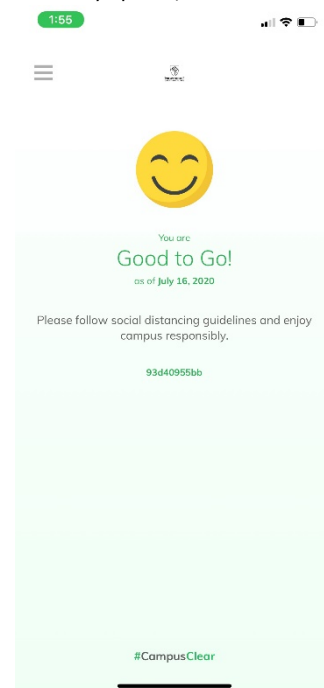 1:55
You are
Good to Go!
as of July 16, 2020
Please follow social distancing guidelines and enjoy
campus responsibly.
93d40955bb
#CampusClear